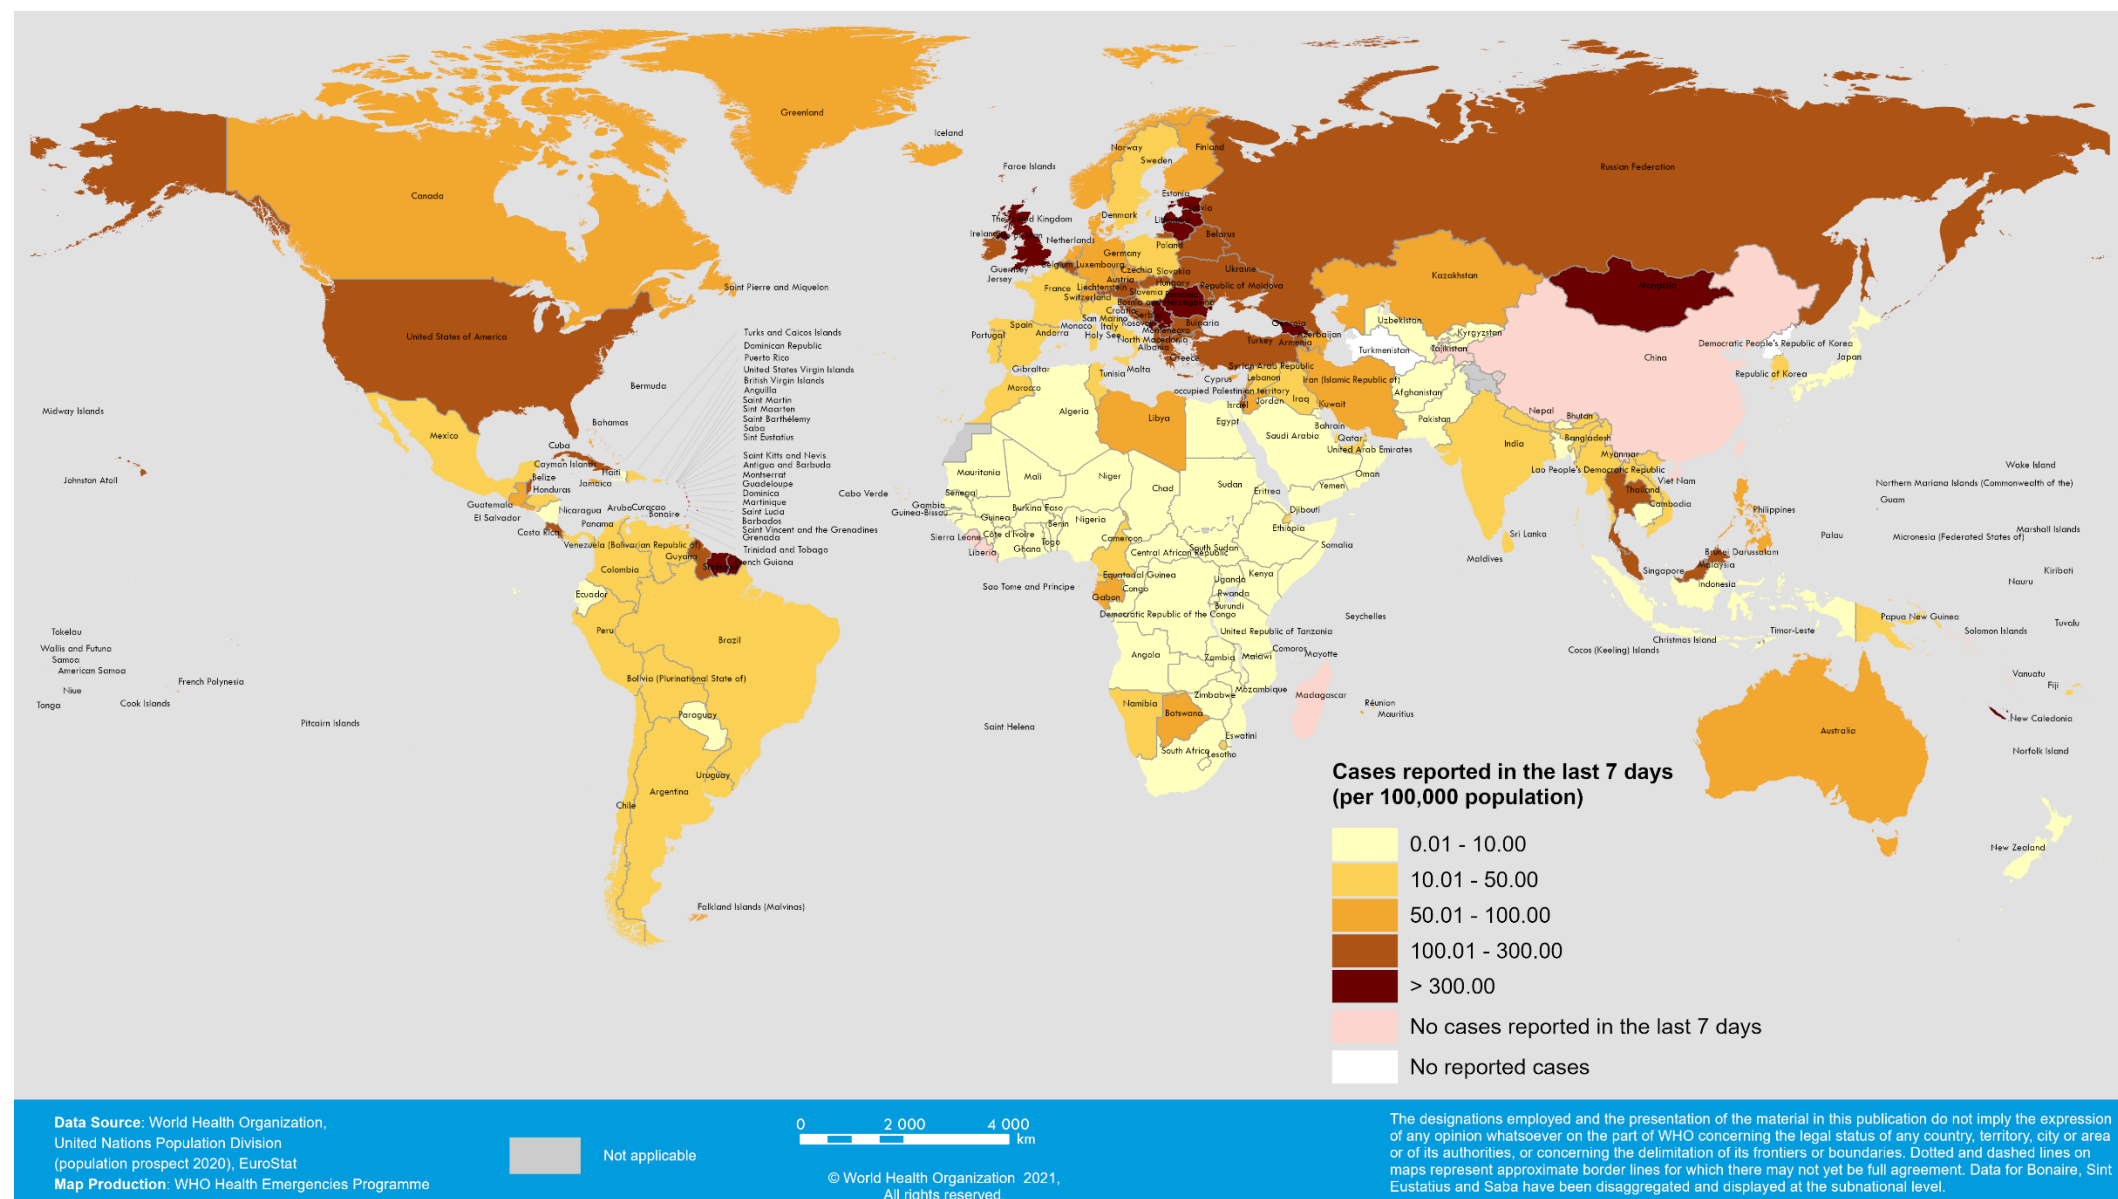 Greenland
Iceland
Faroe Islands
Norway
Finland
Sweden
Russian Federation
Canada
Estonia
Denmark
The United Kingdom
Netherlands
Belarus
Poland
Germany
Belgium
Luxembourg
Czechia
Slovakia
Ukraine
Guernsey
Jersey
Austria
Hungary
Republic of Moldova
France
Liechtenstein
Slovenia
Switzerland
Kazakhstan
Mongolia
Saint Pierre and Miquelon
Croatia
San Marino
Serbia
Kosovo
Bulgaria
Georgia
Azerbaijan
Spain
Andorra
Monaco
Italy
Holy See
Montenegro
North Macedonia
Albania
Portugal
Greece
Turkey
Armenia
Uzbekistan
Kyrgyzstan
Turkmenistan
Tajikistan
China
Democratic People's Republic of Korea
Japan
Republic of Korea
United States of America
Turks and Caicos Islands
Dominican Republic
Puerto Rico
United States Virgin Islands
British Virgin Islands
Anguilla
Saint Martin
Sint Maarten
Saint Barthélemy
Saba
Sint Eustatius
Saint Kitts and Nevis
Antigua and Barbuda
Montserrat
Guadeloupe
Dominica
Martinique
Saint Lucia
Barbados
Saint Vincent and the Grenadines
Grenada
Trinidad and Tobago
French Guiana
Bermuda
Bahamas
Midway Islands
Johnston Atoll
Mexico
Cuba
Cayman Islands
Haiti
Belize
Jamaica
Honduras
Guatemala
El Salvador
Nicaragua
Aruba
Curaçao
Bonaire
Costa Rica
Panama
Venezuela (Bolivarian Republic of)
Guyana
Colombia
Ecuador
Peru
Brazil
Bolivia (Plurinational State of)
Paraguay
Uruguay
Argentina
Chile
Falkland Islands (Malvinas)
Tokelau
Wallis and Futuna
Samoa
American Samoa
Niue
Tonga
Cook Islands
French Polynesia
Pitcairn Islands
Gibraltar
Tunisia
Malta
Morocco
Cyprus
Syrian Arab Republic
Lebanon
occupied Palestinian territory
Israel
Jordan
Iraq
Iran (Islamic Republic of)
Kuwait
Afghanistan
Pakistan
Algeria
Libya
Egypt
Saudi Arabia
Bahrain
Qatar
United Arab Emirates
Oman
Yemen
Nepal
Bhutan
India
Bangladesh
Myanmar
Lao People's Democratic Republic
Viet Nam
Thailand
Cambodia
Philippines
Sri Lanka
Maldives
Brunei Darussalam
Malaysia
Singapore
Indonesia
Palau
Wake Island
Northern Mariana Islands (Commonwealth of the)
Guam
Marshall Islands
Micronesia (Federated States of)
Kiribati
Nauru
Papua New Guinea
Solomon Islands
Tuvalu
Timor-Leste
Christmas Island
Cocos (Keeling) Islands
Vanuatu
Fiji
New Caledonia
Norfolk Island
Australia
New Zealand
Cabo Verde
Mauritania
Mali
Niger
Chad
Sudan
Eritrea
Senegal
Gambia
Guinea-Bissau
Guinea
Burkina Faso
Benin
Nigeria
Djibouti
Ethiopia
Somalia
Sierra Leone
Liberia
Côte d'Ivoire
Ghana
Togo
Cameroon
Central African Republic
South Sudan
Sao Tome and Principe
Equatorial Guinea
Gabon
Congo
Uganda
Kenya
Rwanda
Burundi
Democratic Republic of the Congo
United Republic of Tanzania
Seychelles
Comoros
Mayotte
Angola
Zambia
Malawi
Mozambique
Zimbabwe
Madagascar
Réunion
Mauritius
Namibia
Botswana
Eswatini
South Africa
Lesotho
Saint Helena
Cases reported in the last 7 days
(per 100,000 population)
0.01 - 10.00
10.01 - 50.00
50.01 - 100.00
100.01 - 300.00
> 300.00
No cases reported in the last 7 days
No reported cases
Data Source: World Health Organization,
United Nations Population Division
(population prospect 2020), EuroStat
Map Production: WHO Health Emergencies Programme
Not applicable
0 2 000 4 000
km
© World Health Organization 2021,
All rights reserved
The designations employed and the presentation of the material in this publication do not imply the expression
of any opinion whatsoever on the part of WHO concerning the legal status of any country, territory, city or area
or of its authorities, or concerning the delimitation of its frontiers or boundaries. Dotted and dashed lines on
maps represent approximate border lines for which there may not yet be full agreement. Data for Bonaire, Sint
Eustatius and Saba have been disaggregated and displayed at the subnational level.